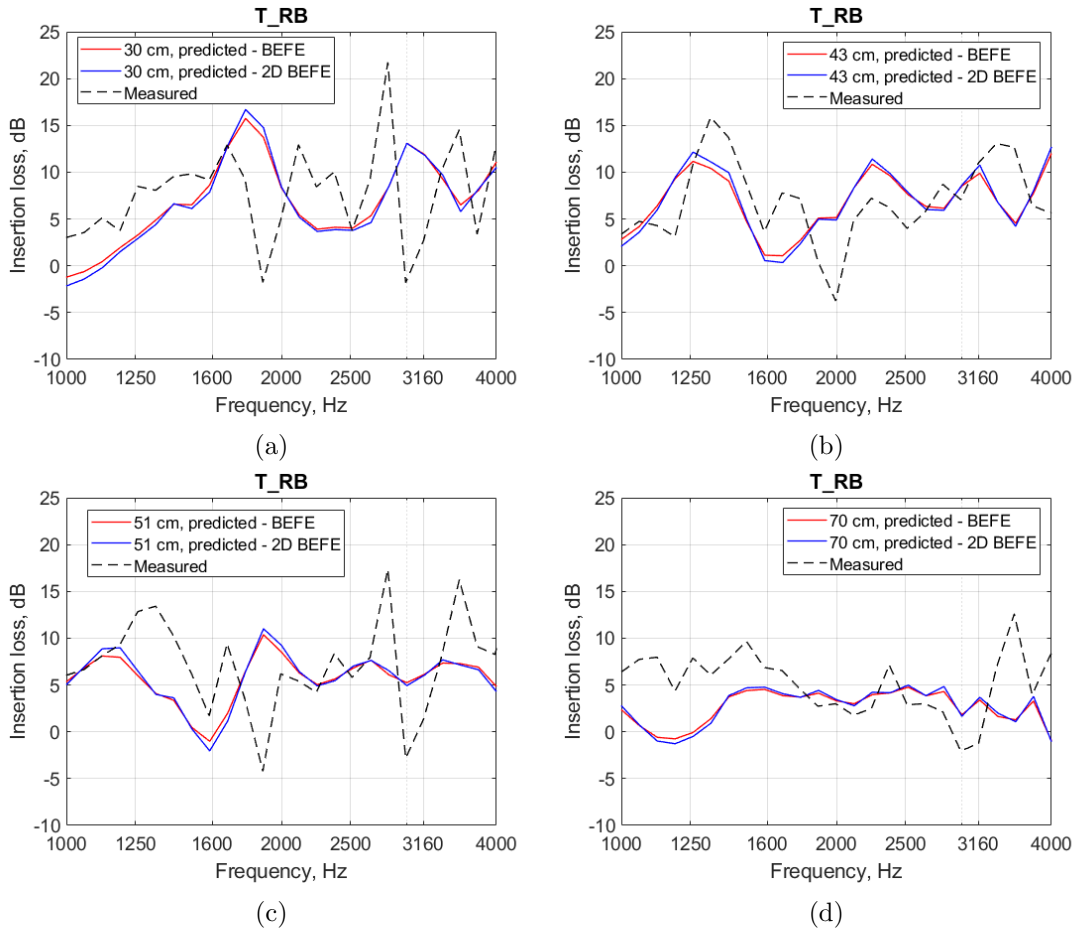 T_RB
25
20
15
10
5
0
-5
-10
Insertion loss, dB
30 cm, predicted - BEFE
30 cm, predicted - 2D BEFE
Measured
1000 1250 1600 2000 2500 3160 4000
Frequency, Hz
(a)
T_RB
25
20
15
10
5
0
-5
-10
Insertion loss, dB
43 cm, predicted - BEFE
43 cm, predicted - 2D BEFE
Measured
1000 1250 1600 2000 2500 3160 4000
Frequency, Hz
(b)
T_RB
25
20
15
10
5
0
-5
-10
Insertion loss, dB
51 cm, predicted - BEFE
51 cm, predicted - 2D BEFE
Measured
1000 1250 1600 2000 2500 3160 4000
Frequency, Hz
(c)
T_RB
25
20
15
10
5
0
-5
-10
Insertion loss, dB
70 cm, predicted - BEFE
70 cm, predicted - 2D BEFE
Measured
1000 1250 1600 2000 2500 3160 4000
Frequency, Hz
(d)